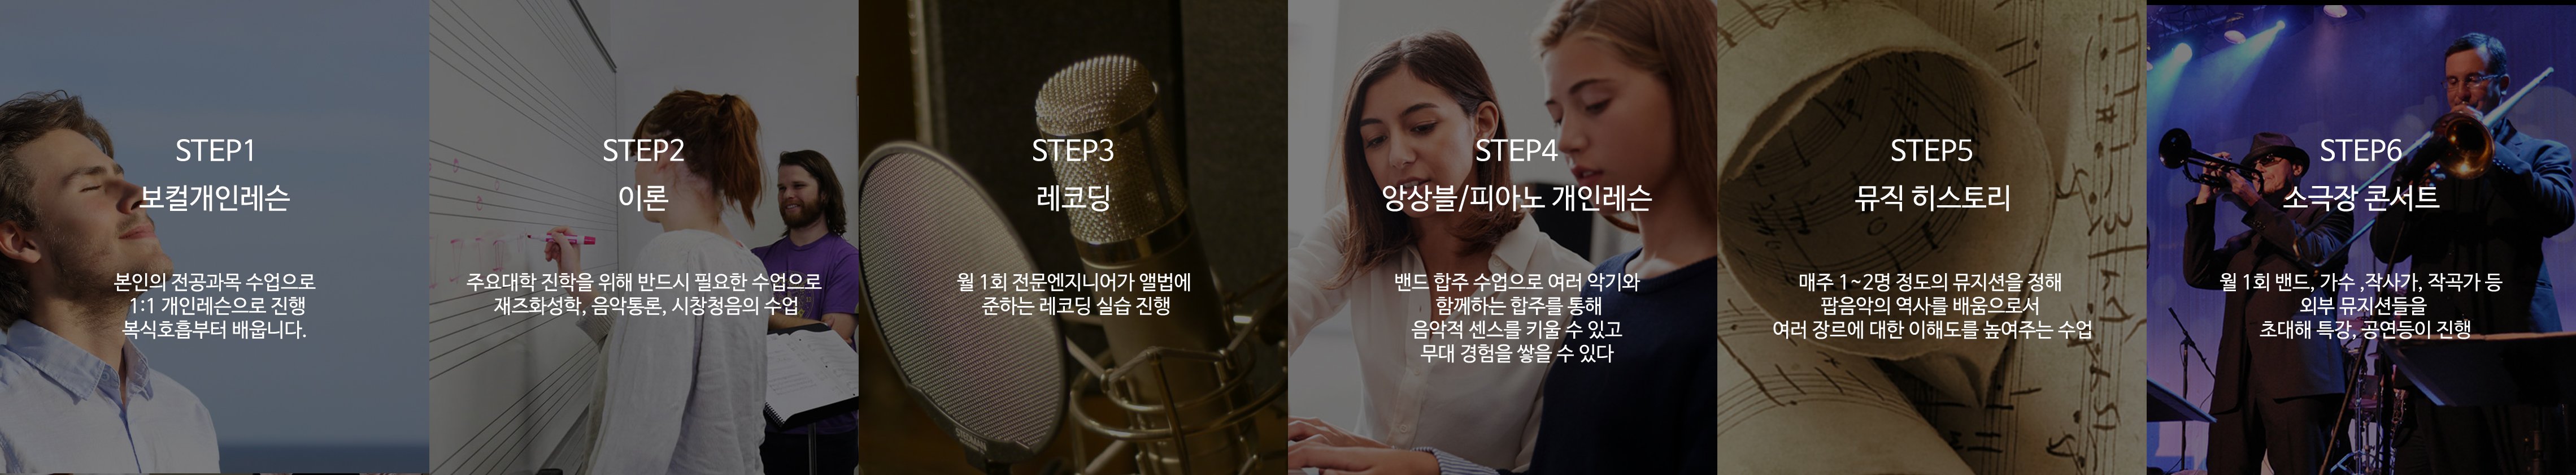 STEP1
보컬개인레슨
본인의 전공과목 수업으로
1:1 개인레슨으로 진행
복식호흡부터 배웁니다.
STEP2
이론
주요대학 진학을 위해 반드시 필요한 수업으로
재즈화성학, 음악통론, 시창청음의 수업
STEP3
레코딩
월 1회 전문엔지니어가 앨범에
준하는 레코딩 실습 진행
STEP4
앙상블/피아노 개인레슨
밴드 합주 수업으로 여러 악기와
함께하는 합주를 통해
음악적 센스를 키울 수 있고
무대 경험을 쌓을 수 있다
STEP5
뮤직 히스토리
매주 1~2명 정도의 뮤지션을 정해
팝음악의 역사를 배움으로서
여러 장르에 대한 이해도를 높여주는 수업
STEP6
소극장 콘서트
월 1회 밴드, 가수 ,작사가, 작곡가 등
외부 뮤지션들을
초대해 특강, 공연등이 진행